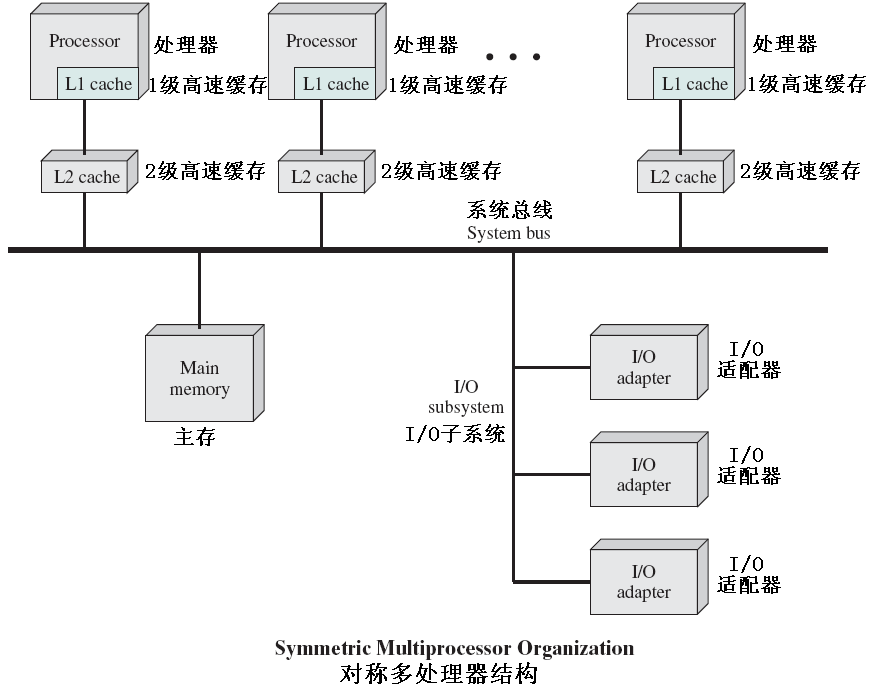 Processor
处理器
L1 cache
1级高速缓存
L2 cache
2级高速缓存
Processor
处理器
L1 cache
1级高速缓存
L2 cache
2级高速缓存
• • •
Processor
处理器
L1 cache
1级高速缓存
L2 cache
2级高速缓存
系统总线
System bus
Main
memory
主存
I/O
subsystem
I/O子系统
I/O
adapter
I/O
适配器
I/O
adapter
I/O
适配器
I/O
adapter
I/O
适配器
Symmetric Multiprocessor Organization
对称多处理器结构